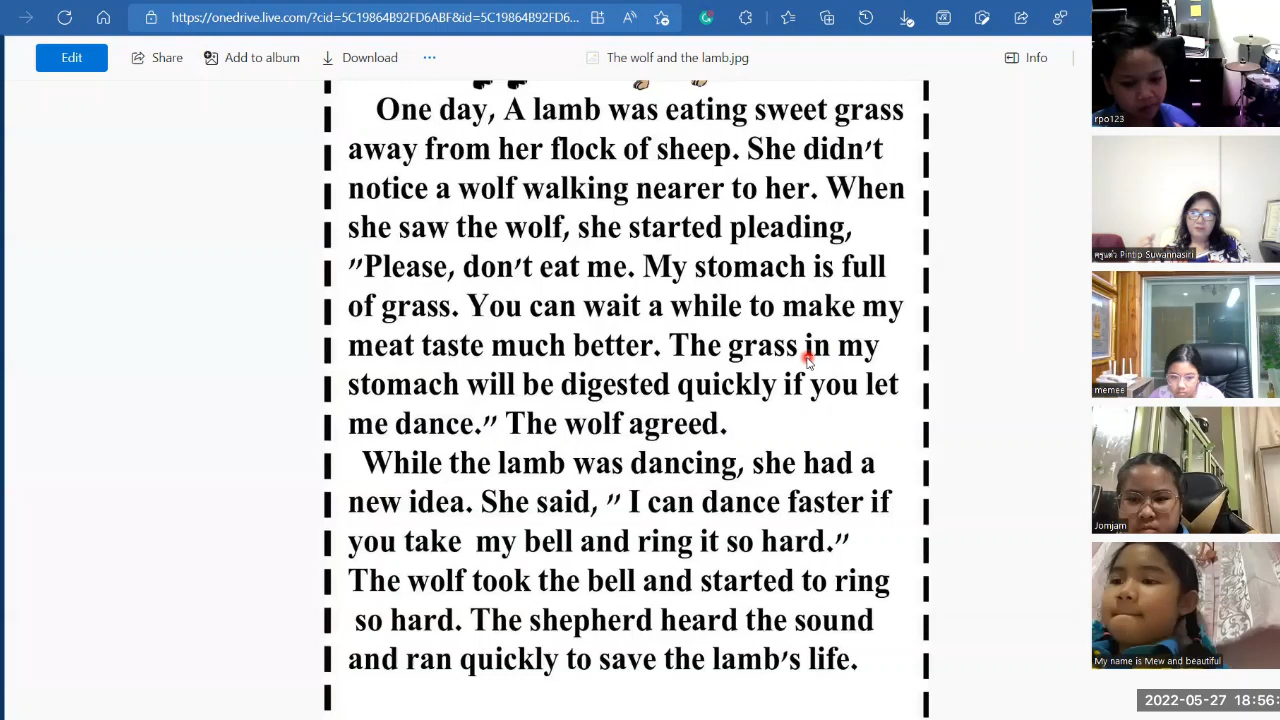 https://onedrive.live.com/?cid=5C19864B92FD6ABF&id=5C19864B92FD6...
Edit
Share
Add to album
Download
The wolf and the lamb.jpg
Info
One day, A lamb was eating sweet grass
away from her flock of sheep. She didn't
notice a wolf walking nearer to her. When
she saw the wolf, she started pleading,
"Please, don't eat me. My stomach is full
of grass. You can wait a while to make my
meat taste much better. The grass in my
stomach will be digested quickly if you let
me dance." The wolf agreed.
While the lamb was dancing, she had a
new idea. She said, " I can dance faster if
you take my bell and ring it so hard."
The wolf took the bell and started to ring
so hard. The shepherd heard the sound
and ran quickly to save the lamb's life.
rpo123
ครูแต๋ว Pintip Suwannasiri
memee
Jomjam
My name is Mew and beautiful
2022-05-27 18:56: